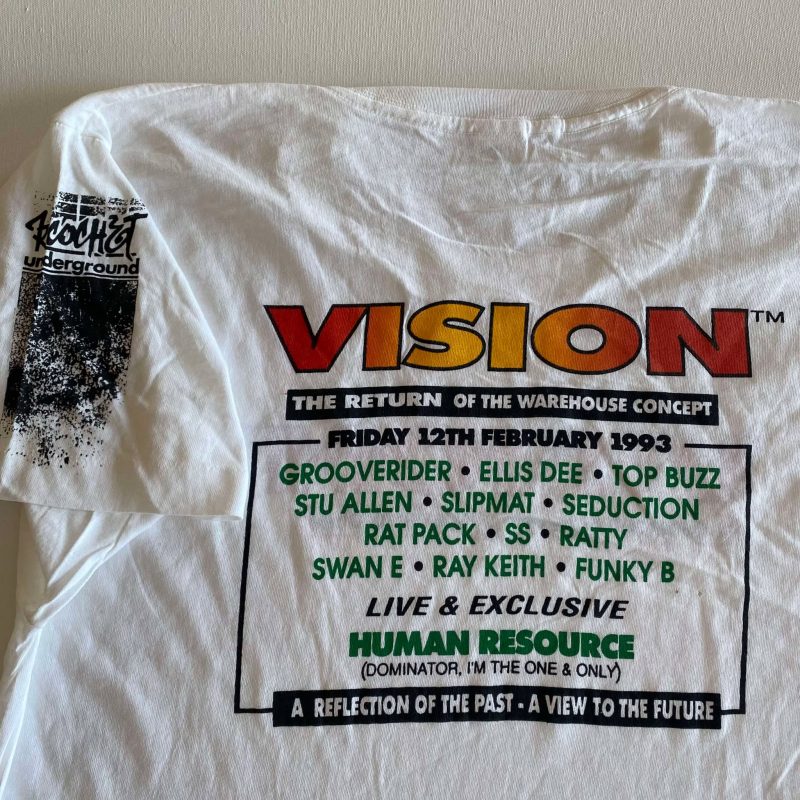 RICOCHET
underground
VISION™
THE RETURN OF THE WAREHOUSE CONCEPT
FRIDAY 12TH FEBRUARY 1993
GROOVERIDER • ELLIS DEE • TOP BUZZ
STU ALLEN • SLIPMAT • SEDUCTION
RAT PACK • SS • RATTY
SWAN E • RAY KEITH • FUNKY B
LIVE & EXCLUSIVE
HUMAN RESOURCE
(DOMINATOR, I'M THE ONE & ONLY)
A REFLECTION OF THE PAST - A VIEW TO THE FUTURE